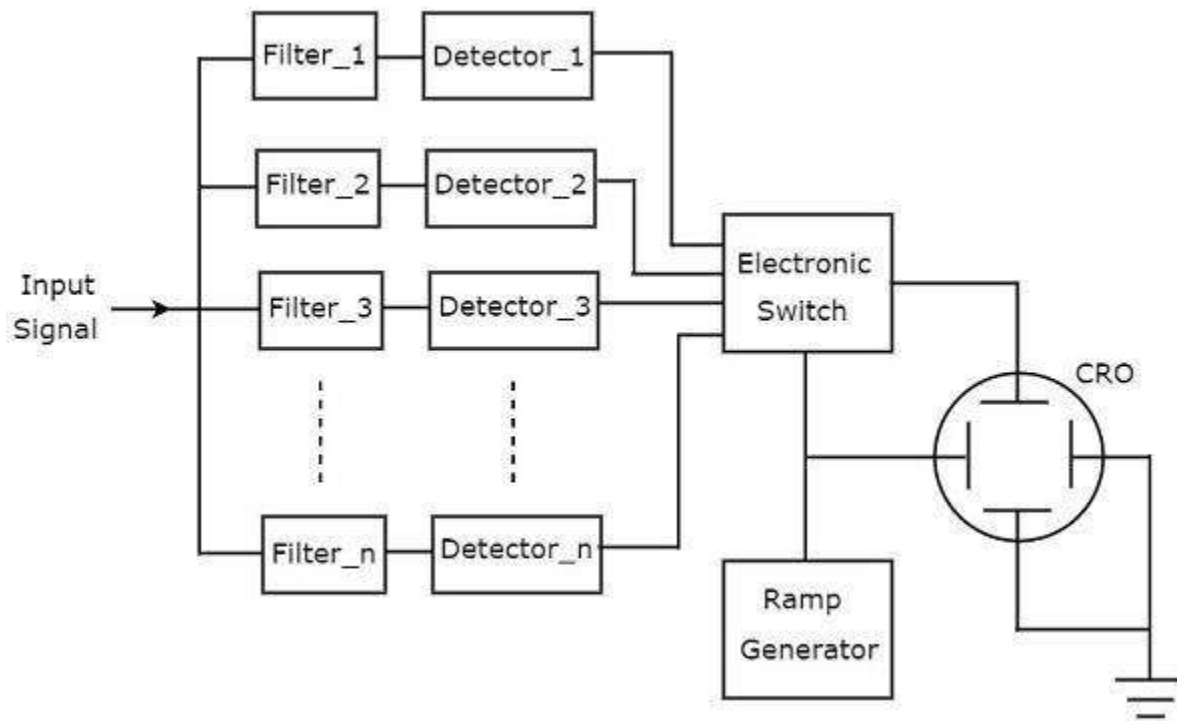 Filter_1
Detector_1
Filter_2
Detector_2
Input
Signal
Filter_3
Detector_3
Filter_n
Detector_n
Electronic
Switch
CRO
Ramp
Generator